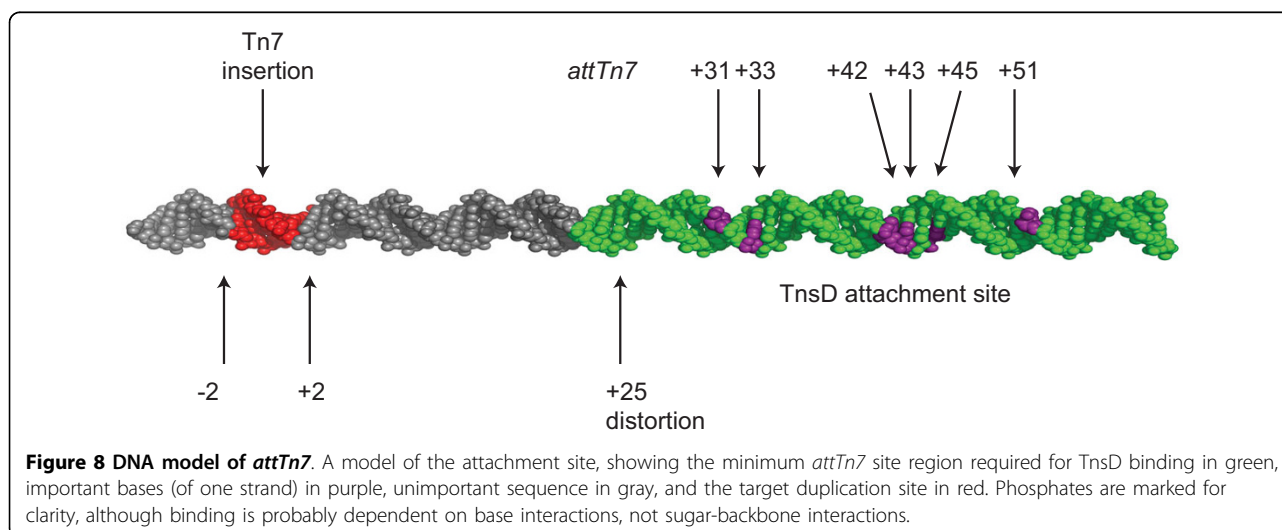 Tn7
insertion
attTn7
+31 +33
+42 +43 +45 +51
TnsD attachment site
-2
+2
+25
distortion
Figure 8 DNA model of attTn7. A model of the attachment site, showing the minimum attTn7 site region required for TnsD binding in green,
important bases (of one strand) in purple, unimportant sequence in gray, and the target duplication site in red. Phosphates are marked for
clarity, although binding is probably dependent on base interactions, not sugar-backbone interactions.